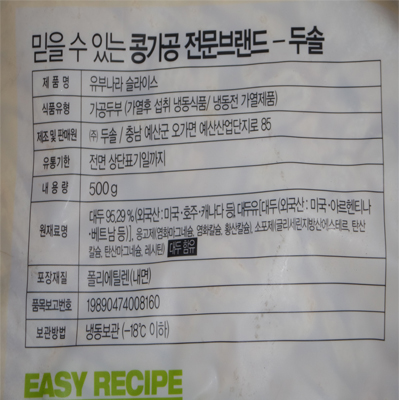 믿을 수 있는 콩가공 전문브랜드 - 두솔
제 품 명 유부나라 슬라이스
식품유형 가공두부 (가열후 섭취 냉동식품/ 냉동전 가열제품)
제조 및 판매원 ㈜ 두솔 / 충남 예산군 오가면 예산산업단지로 85
유통기한 전면 상단표기일까지
내 용 량 500g
대두 95.29 % (외국산 : 미국·호주·캐나다 등) 대두유[대두 (외국산 : 미국·아르헨티나
원재료명 ·베트남 등)], 응고제(염화마그네슘, 염화칼슘, 황산칼슘), 소포제(글리세린지방산에스테르, 탄산
칼슘, 탄산마그네슘, 레시틴) 대두 함유
포장재질 폴리에틸렌(내면)
품목보고번호 19890474008160
보관방법 냉동보관 (-18℃ 이하)
EASY RECIPE